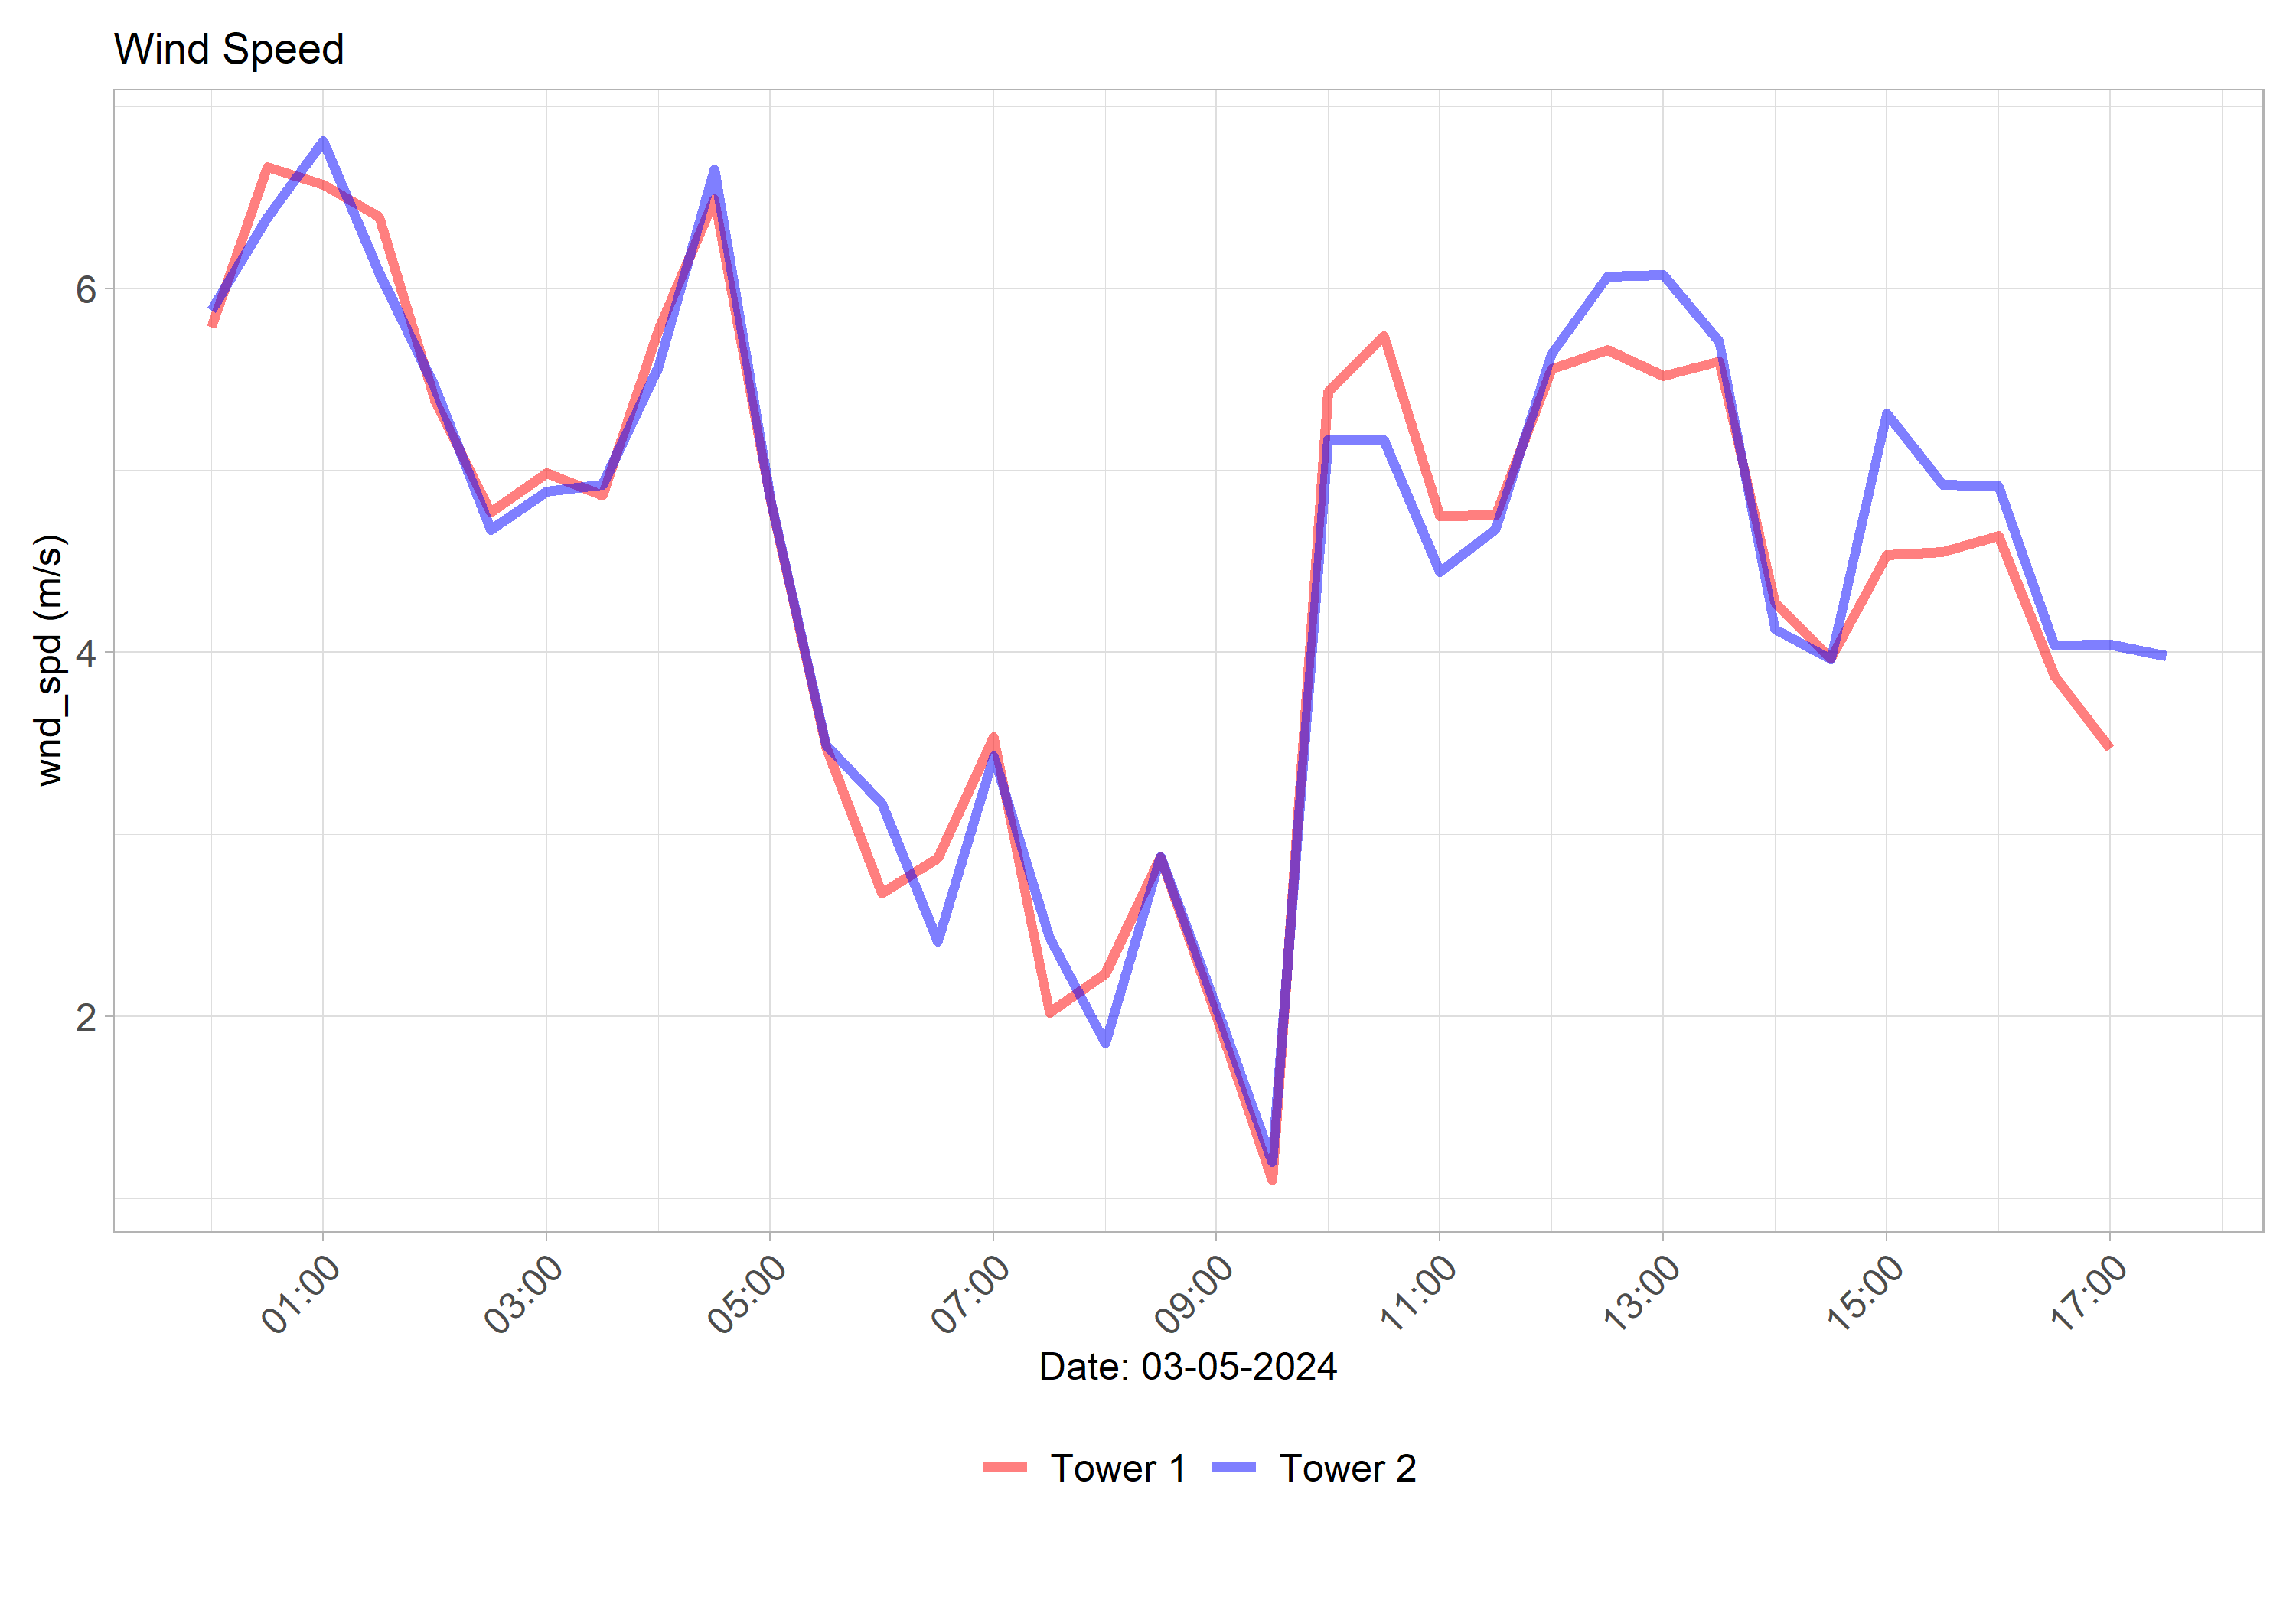 Wind Speed
wnd_spd (m/s)
6
4
2
01:00 03:00 05:00 07:00 09:00 11:00 13:00 15:00 17:00
Date: 03-05-2024
Tower 1 Tower 2